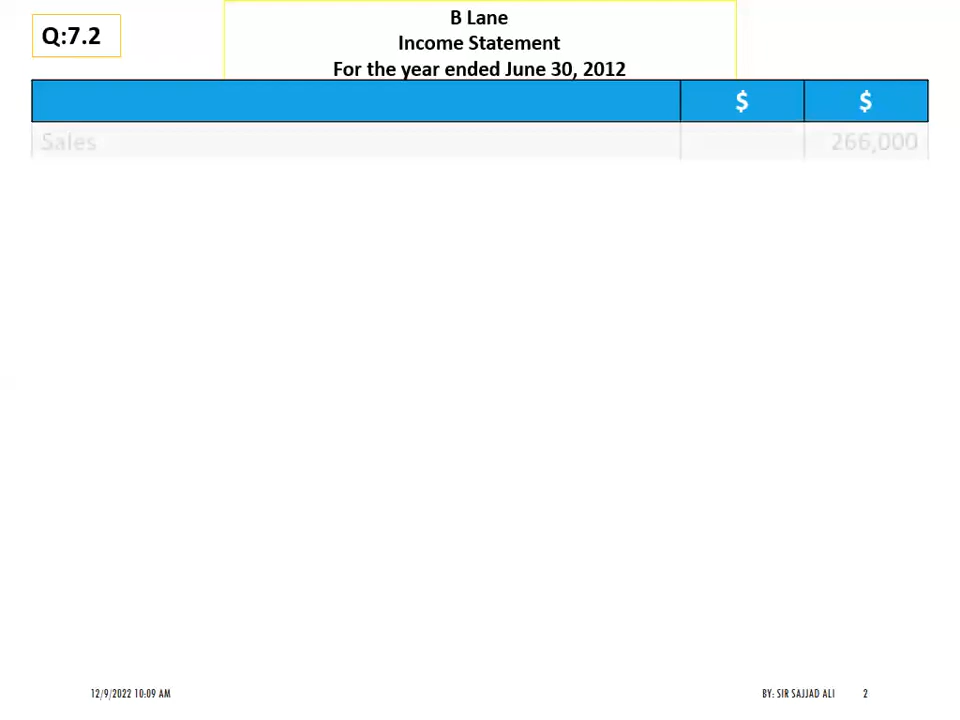 Q:7.2
B Lane
Income Statement
For the year ended June 30, 2012
$ $
Sales 266,000
12/9/2022 10:09 AM BY: SIR SAJJAD ALI 2